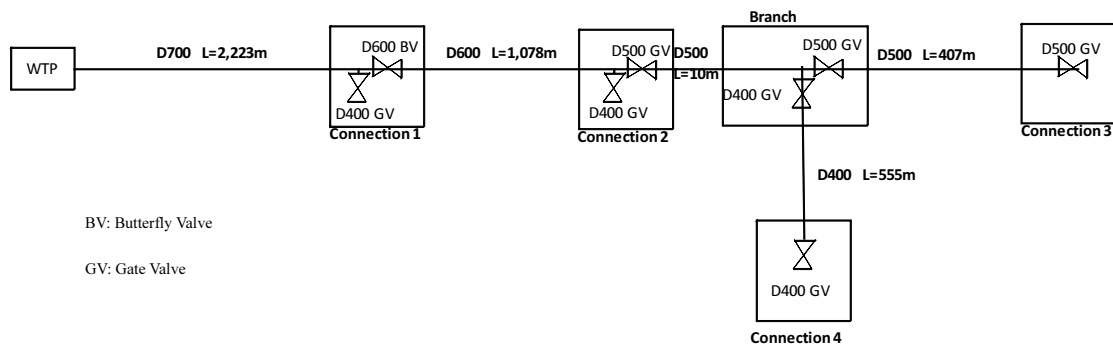 Branch
D700 L=2,223m
D600 BV
D600 L=1,078m
D500 GV
D500
L=10m
D500 GV
D500 L=407m
D500 GV
WTP
D400 GV
D400 GV
D400 GV
Connection 1
Connection 2
Connection 3
D400 L=555m
BV: Butterfly Valve
GV: Gate Valve
D400 GV
Connection 4